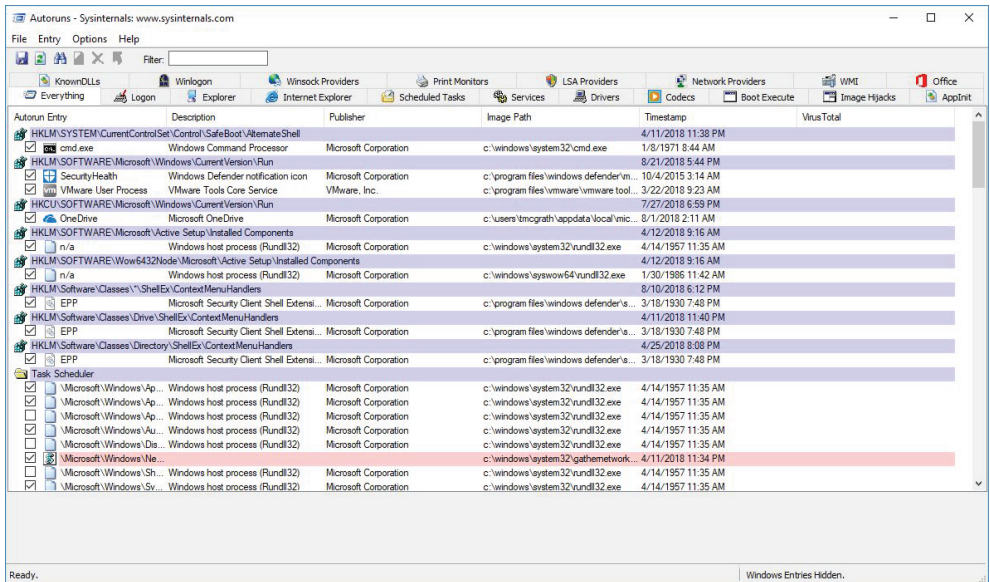 Autoruns - Sysinternals: www.sysinternals.com
File Entry Options Help
Filter:
KnownDLLs Winlogon Winsock Providers Print Monitors LSA Providers Network Providers WMI Office
Everything Logon Explorer Internet Explorer Scheduled Tasks Services Drivers Codecs Boot Execute Image Hijacks AppInit
Autorun Entry Description Publisher Image Path Timestamp VirusTotal
HKLM\SYSTEM\CurrentControlSet\Control\SafeBoot\AlternateShell 4/11/2018 11:38 PM
cmd.exe Windows Command Processor Microsoft Corporation c:\windows\system32\cmd.exe 1/8/1971 8:44 AM
HKLM\SOFTWARE\Microsoft\Windows\CurrentVersion\Run 8/21/2018 5:44 PM
SecurityHealth Windows Defender notification icon Microsoft Corporation c:\program files\windows defender\m... 10/4/2015 3:14 AM
VMware User Process VMware Tools Core Service VMware, Inc. c:\program files\vmware\vmware tool... 3/22/2018 9:23 AM
HKCU\SOFTWARE\Microsoft\Windows\CurrentVersion\Run 7/27/2018 6:59 PM
OneDrive Microsoft OneDrive Microsoft Corporation c:\users\tmcgrath\appdata\local\mic... 8/1/2018 2:11 AM
HKLM\SOFTWARE\Microsoft\Active Setup\Installed Components 4/12/2018 9:16 AM
n/a Windows host process (Rundll32) Microsoft Corporation c:\windows\system32\rundll32.exe 4/14/1957 11:35 AM
HKLM\SOFTWARE\Wow6432Node\Microsoft\Active Setup\Installed Components 4/12/2018 9:16 AM
n/a Windows host process (Rundll32) Microsoft Corporation c:\windows\syswow64\rundll32.exe 1/30/1986 11:42 AM
HKLM\Software\Classes\*\ShellEx\ContextMenuHandlers 8/10/2018 6:12 PM
EPP Microsoft Security Client Shell Extensi... Microsoft Corporation c:\program files\windows defender\s... 3/18/1930 7:48 PM
HKLM\Software\Classes\Drive\ShellEx\ContextMenuHandlers 4/11/2018 11:40 PM
EPP Microsoft Security Client Shell Extensi... Microsoft Corporation c:\program files\windows defender\s... 3/18/1930 7:48 PM
HKLM\Software\Classes\Directory\ShellEx\ContextMenuHandlers 4/25/2018 8:08 PM
EPP Microsoft Security Client Shell Extensi... Microsoft Corporation c:\program files\windows defender\s... 3/18/1930 7:48 PM
Task Scheduler
\Microsoft\Windows\Ap... Windows host process (Rundll32) Microsoft Corporation c:\windows\system32\rundll32.exe 4/14/1957 11:35 AM
\Microsoft\Windows\Ap... Windows host process (Rundll32) Microsoft Corporation c:\windows\system32\rundll32.exe 4/14/1957 11:35 AM
\Microsoft\Windows\Ap... Windows host process (Rundll32) Microsoft Corporation c:\windows\system32\rundll32.exe 4/14/1957 11:35 AM
\Microsoft\Windows\Au... Windows host process (Rundll32) Microsoft Corporation c:\windows\system32\rundll32.exe 4/14/1957 11:35 AM
\Microsoft\Windows\Dis... Windows host process (Rundll32) Microsoft Corporation c:\windows\system32\rundll32.exe 4/14/1957 11:35 AM
\Microsoft\Windows\Ne... c:\windows\system32\gathernetwork... 4/11/2018 11:34 PM
\Microsoft\Windows\Sh... Windows host process (Rundll32) Microsoft Corporation c:\windows\system32\rundll32.exe 4/14/1957 11:35 AM
\Microsoft\Windows\Sy... Windows host process (Rundll32) Microsoft Corporation c:\windows\system32\rundll32.exe 4/14/1957 11:35 AM
Ready. Windows Entries Hidden.